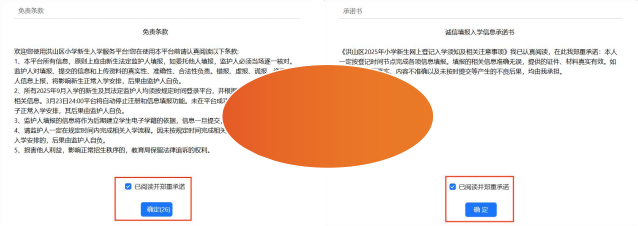 免责条款
免责条款
欢迎您使用洪山区小学新生入学服务平台!您在使用本平台前请认真阅读以下条款:
1、本平台所有信息，原则上应由新生法定监护人填报，如委托他人填报，监护人必须当场逐一核对。
监护人对填报、提交的信息和上传资料的真实性、准确性、合法性负责。错报、虚报、谎报
人信息上报，将影响新生正常入学安排，后果由监护人自负。
2、所有2025年9月入学的新生及其法定监护人均须按规定时间登录平台，并根
相关信息。3月23日24:00平台将自动停止注册和信息填报功能。未在平台
子正常入学安排，其后果由监护人自负。
3、监护人填报的信息将作为后期建立学生电子学籍的依据，信息一旦提交，
4、请监护人一定在规定时间内完成相关入学流程。因未按规定时间完成相关
入学安排的，后果由监护人自负。
5、损害他人利益，影响正常招生秩序的，教育局保留法律追诉的权利。
已阅读并郑重承诺
确定(26)
承诺书
诚信填报入学信息承诺书
《洪山区2025年小学新生网上登记入学须知及相关注意事项》我已认真阅读，在此我郑重承诺：本人
一定按登记时间节点完成各项信息填报。填报的相关信息准确无误，提供的证件、材料真实有效。如
内容不准确以及未按时提交等产生的不良后果，均由我承担。
已阅读并郑重承诺
确 定